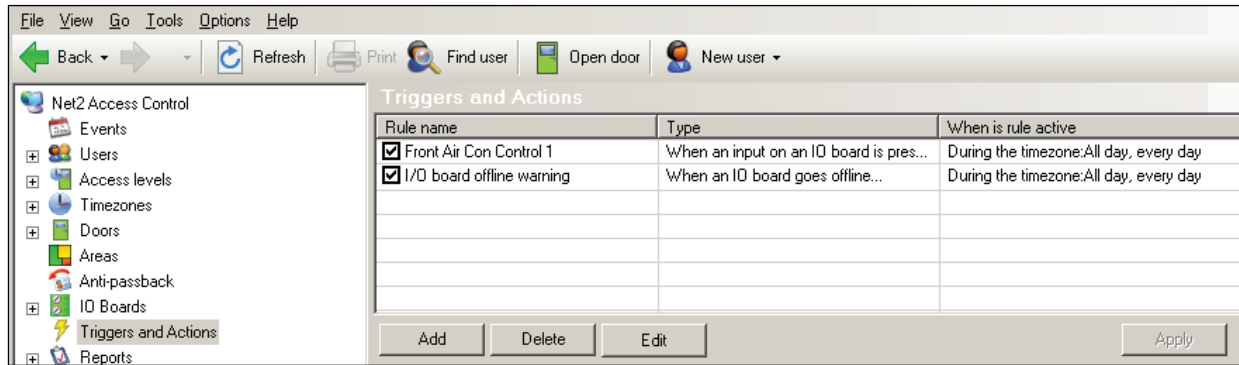 File View Go Tools Options Help
Back Refresh Print Find user Open door New user
Net2 Access Control
Events
Users
Access levels
Timezones
Doors
Areas
Anti-passback
IO Boards
Triggers and Actions
Reports
Triggers and Actions
Rule name Type When is rule active
Front Air Con Control 1 When an input on an IO board is pres... During the timezone:All day, every day
I/O board offline warning When an IO board goes offline... During the timezone:All day, every day
Add Delete Edit Apply